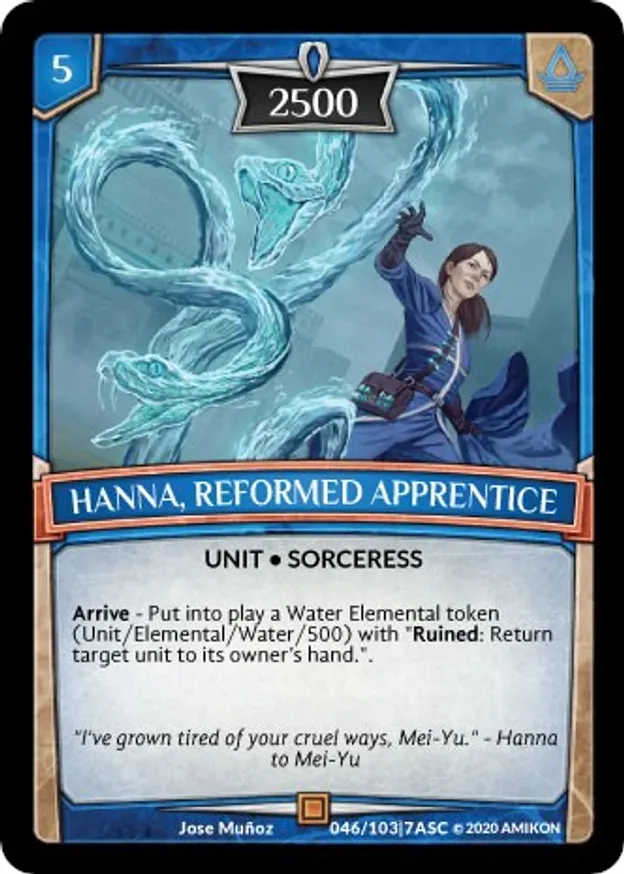 5
2500
HANNA, REFORMED APPRENTICE
UNIT • SORCERESS
Arrive - Put into play a Water Elemental token
(Unit/Elemental/Water/500) with "Ruined: Return
target unit to its owner's hand.".
"I've grown tired of your cruel ways, Mei-Yu." - Hanna
to Mei-Yu
Jose Muñoz 046/103|7ASC © 2020 AMIKON